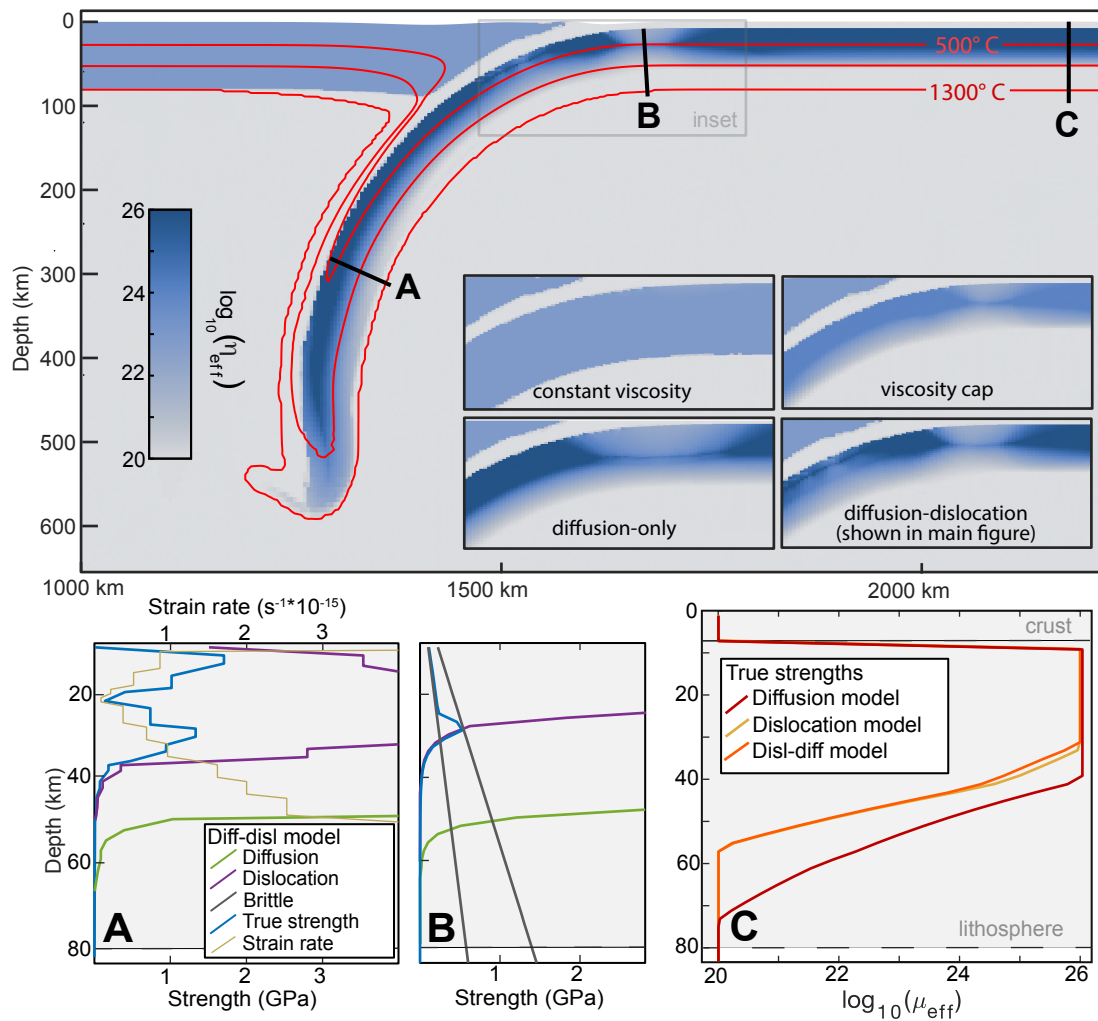 0
100
200
300
400
500
600
Depth (km)
500° C
1300° C
B
C
A
inset
26
24
22
20
log10(ηeff)
constant viscosity
viscosity cap
diffusion-only
diffusion-dislocation
(shown in main figure)
1000 km
1500 km
2000 km
Strain rate (s-1*10-15)
1
2
3
20
40
60
80
Depth (km)
Diff-disl model
Diffusion
Dislocation
Brittle
True strength
Strain rate
A
1
2
3
Strength (GPa)
B
1
2
Strength (GPa)
0
20
40
60
80
crust
True strengths
Diffusion model
Dislocation model
Disl-diff model
C
lithosphere
20
22
24
26
log10(μeff)